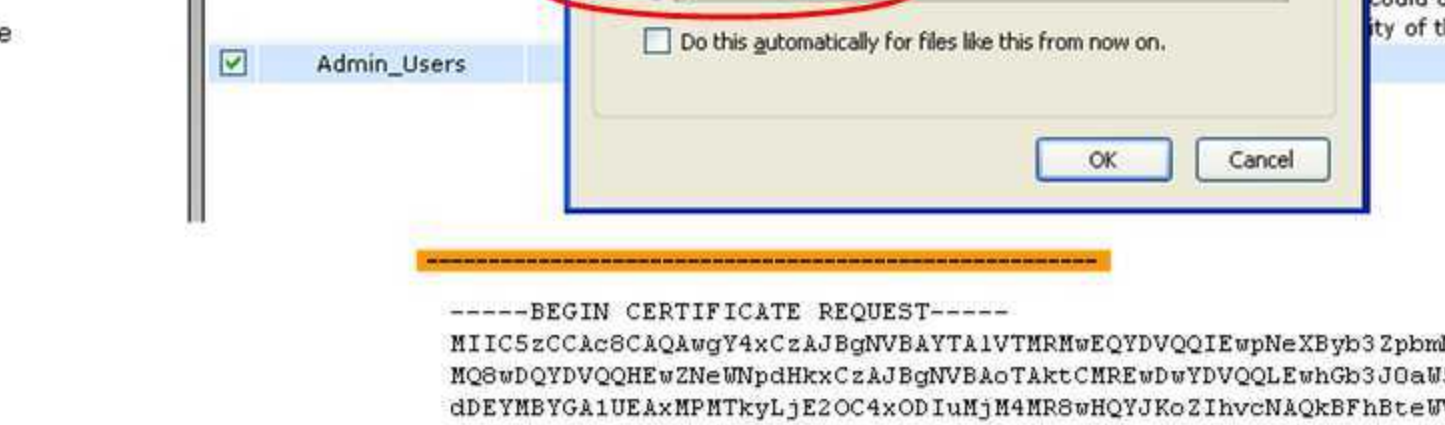 e
ity of th
Do this automatically for files like this from now on.
Admin_Users
OK
Cancel
-----BEGIN CERTIFICATE REQUEST-----
MIIC5zCCAc8CAQAwgY4xCzAJBgNVBAYTAlVTMRMwEQYDVQQIEwpNeXByb3Zpbm
MQ8wDQYDVQQHEwZNeWNpdHkxCzAJBgNVBAoTAktCMREwDwYDVQQLEwhGb3J0aW
dDEYMBYGA1UEAxMPMTkyLjE2OC4xODIuMjM4MR8wHQYJKoZIhvcNAQkBFhBteW